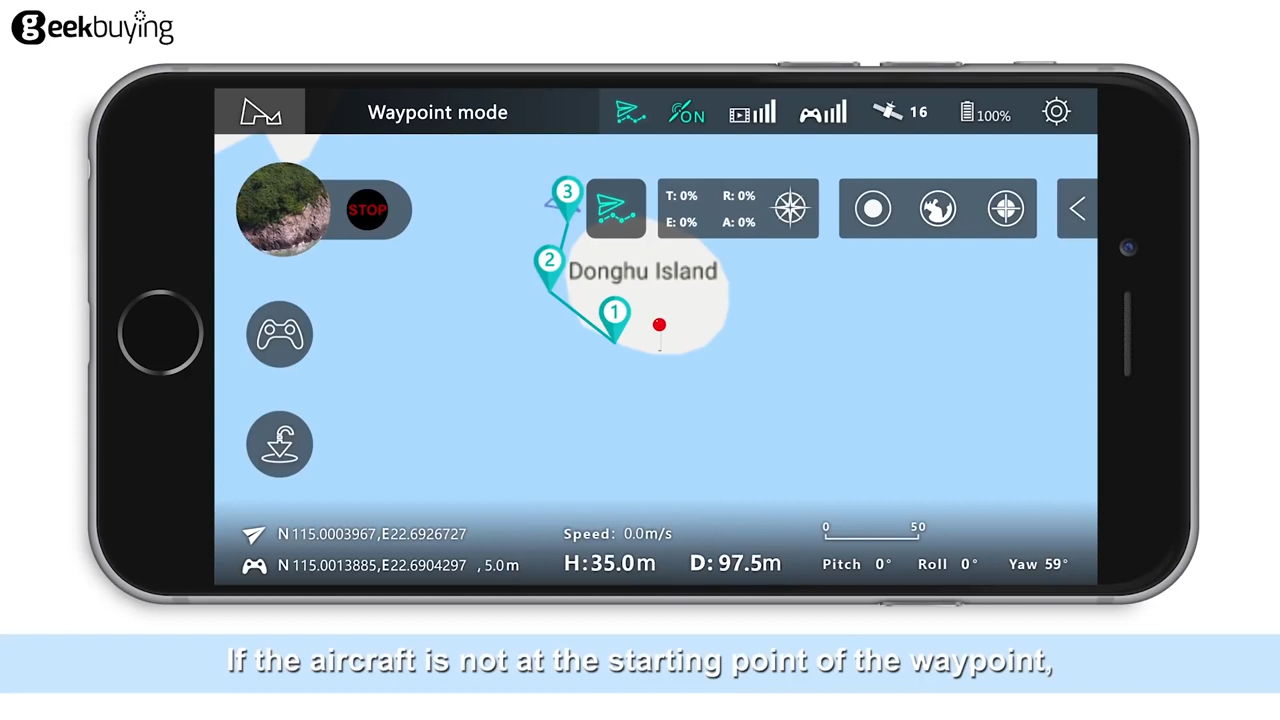 geekbuying
Waypoint mode
ON
16
100%
STOP
T: 0% R: 0%
E: 0% A: 0%
3
2
Donghu Island
1
N 115.0003967,E22.6926727
N 115.0013885,E22.6904297 , 5.0m
Speed: 0.0m/s
H:35.0m D: 97.5m
0 50
Pitch 0° Roll 0° Yaw 59°
If the aircraft is not at the starting point of the waypoint,